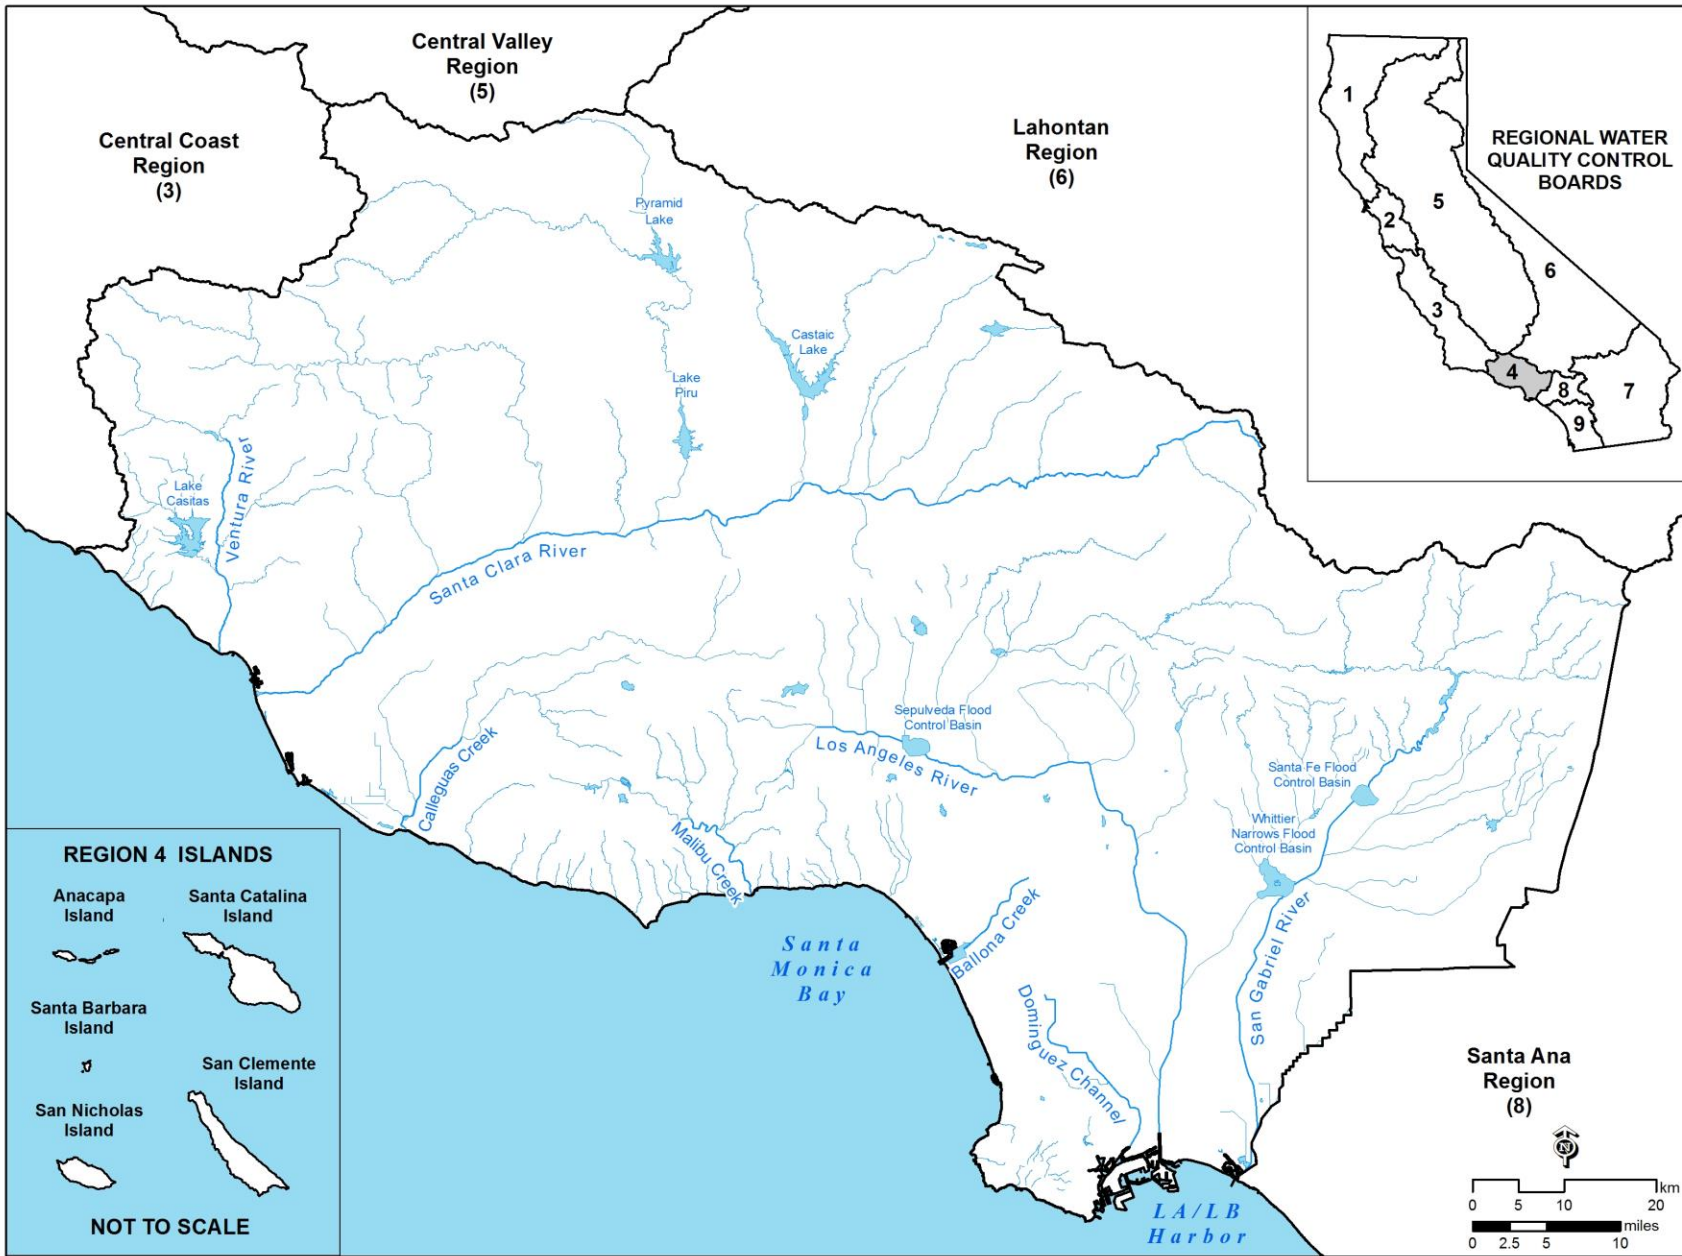 Central Valley
Region
(5)
Central Coast
Region
(3)
Lahontan
Region
(6)
REGIONAL WATER
QUALITY CONTROL
BOARDS
1
2
3
4
5
6
7
8
9
Pyramid
Lake
Castaic
Lake
Lake
Piru
Lake
Casitas
Ventura River
Santa Clara River
Sepulveda Flood
Control Basin
Los Angeles River
Calleguas Creek
Malibu Creek
Santa Fe Flood
Control Basin
Whittier
Narrows Flood
Control Basin
San Gabriel River
Ballona Creek
Dominguez Channel
Santa
Monica
Bay
LA/LB
Harbor
Santa Ana
Region
(8)
REGION 4 ISLANDS
Anacapa
Island
Santa Catalina
Island
Santa Barbara
Island
San Clemente
Island
San Nicholas
Island
NOT TO SCALE
N
km
0 5 10 20
miles
0 2.5 5 10